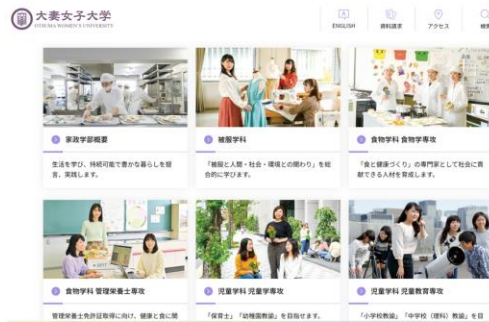 大妻女子大学
OTSUMA WOMEN'S UNIVERSITY
ENGLISH
資料請求
アクセス
検索
家政学部概要
生活を学び、持続可能で豊かな暮らしを提
言、実践します。
被服学科
「被服と人間・社会・環境との関わり」を総
合的に学びます。
食物学科 食物学専攻
「食と健康づくり」の専門家として社会に貢
献できる人材を育成します。
食物学科 管理栄養士専攻
管理栄養士免許証取得に向け、健康と食に関
児童学科 児童学専攻
「保育士」「幼稚園教諭」を目指せます。
児童学科 児童教育専攻
「小学校教諭」「中学校（理科）教諭」を目